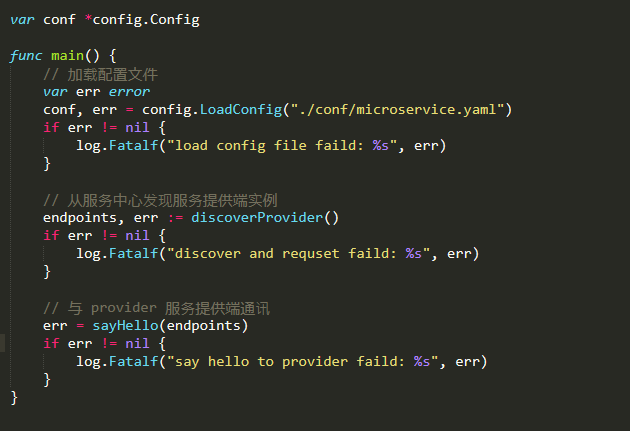 var conf *config.Config
func main() {
// 加载配置文件
var err error
conf, err = config.LoadConfig("./conf/microservice.yaml")
if err != nil {
log.Fatalf("load config file faild: %s", err)
}
// 从服务中心发现服务提供端实例
endpoints, err := discoverProvider()
if err != nil {
log.Fatalf("discover and requset faild: %s", err)
}
// 与 provider 服务提供端通讯
err = sayHello(endpoints)
if err != nil {
log.Fatalf("say hello to provider faild: %s", err)
}
}